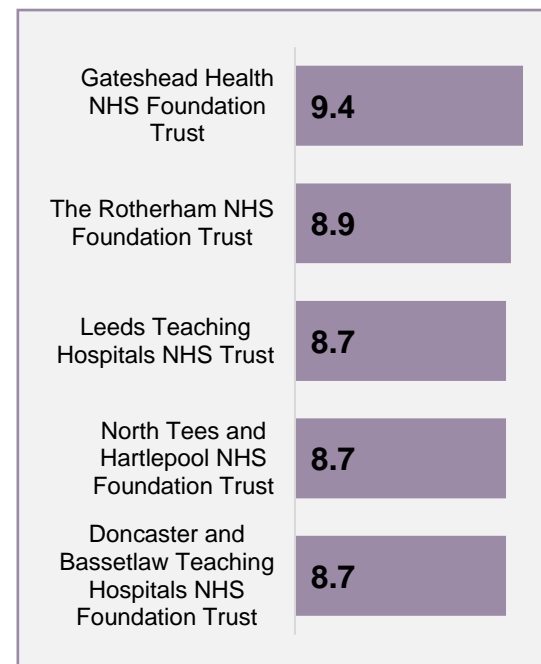 Gateshead Health
NHS Foundation
Trust
9.4
The Rotherham NHS
Foundation Trust
8.9
Leeds Teaching
Hospitals NHS Trust
8.7
North Tees and
Hartlepool NHS
Foundation Trust
8.7
Doncaster and
Bassetlaw Teaching
Hospitals NHS
Foundation Trust
8.7